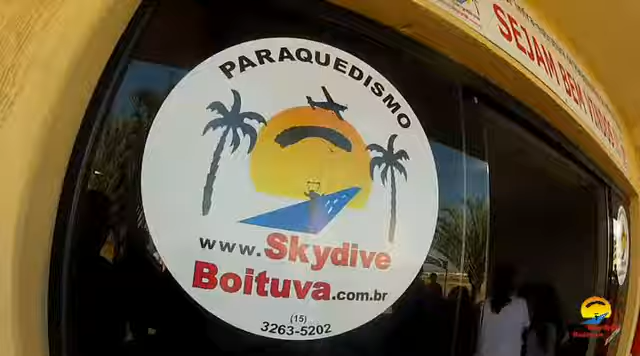 PARAQUEDISMO
www.Skydive
Boituva.com.br
(15)
3263-5202
SEJAM BEM